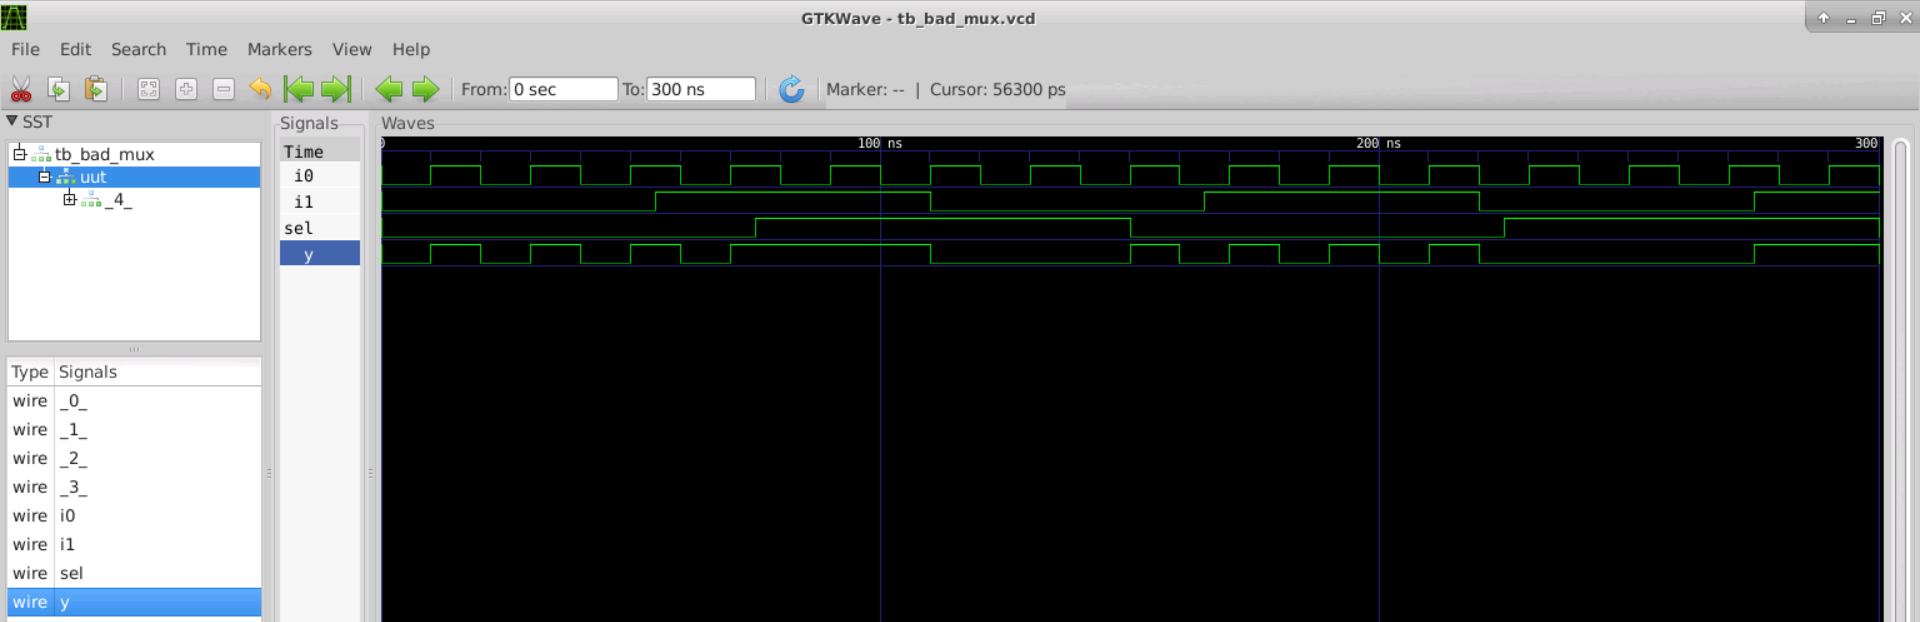 GTKWave - tb_bad_mux.vcd
File Edit Search Time Markers View Help
From: 0 sec To: 300 ns Marker: -- | Cursor: 56300 ps
SST
tb_bad_mux
uut
_4_
Type Signals
wire _0_
wire _1_
wire _2_
wire _3_
wire i0
wire i1
wire sel
wire y
Signals
Time
i0
i1
sel
y
Waves
0 100 ns 200 ns 300